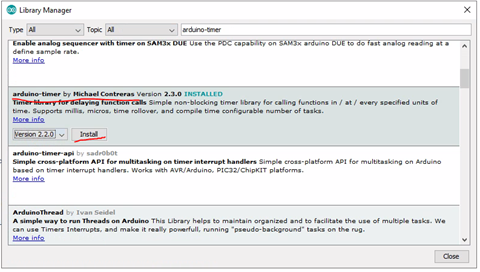 Library Manager
Type All Topic All arduino-timer
Enable analog sequencer with timer on SAM3x DUE Use the PDC capability on SAM3x arduino DUE to do fast analog reading at a
define sample rate.
More info
arduino-timer by Michael Contreras Version 2.3.0 INSTALLED
Timer library for delaying function calls Simple non-blocking timer library for calling functions in / at / every specified units of
time. Supports millis, micros, time rollover, and compile time configurable number of tasks.
More info
Version 2.2.0 Install
arduino-timer-api by sadr0b0t
Simple cross-platform API for multitasking on timer interrupt handlers Simple cross-platform API for multitasking on Arduino
based on timer interrupt handlers. Works with AVR/Arduino, PIC32/ChipKIT platforms.
More info
ArduinoThread by Ivan Seidel
A simple way to run Threads on Arduino This Library helps to maintain organized and to facilitate the use of multiple tasks. We
can use Timers Interrupts, and make it really powerfull, running "pseudo-background" tasks on the rug.
More info
Close